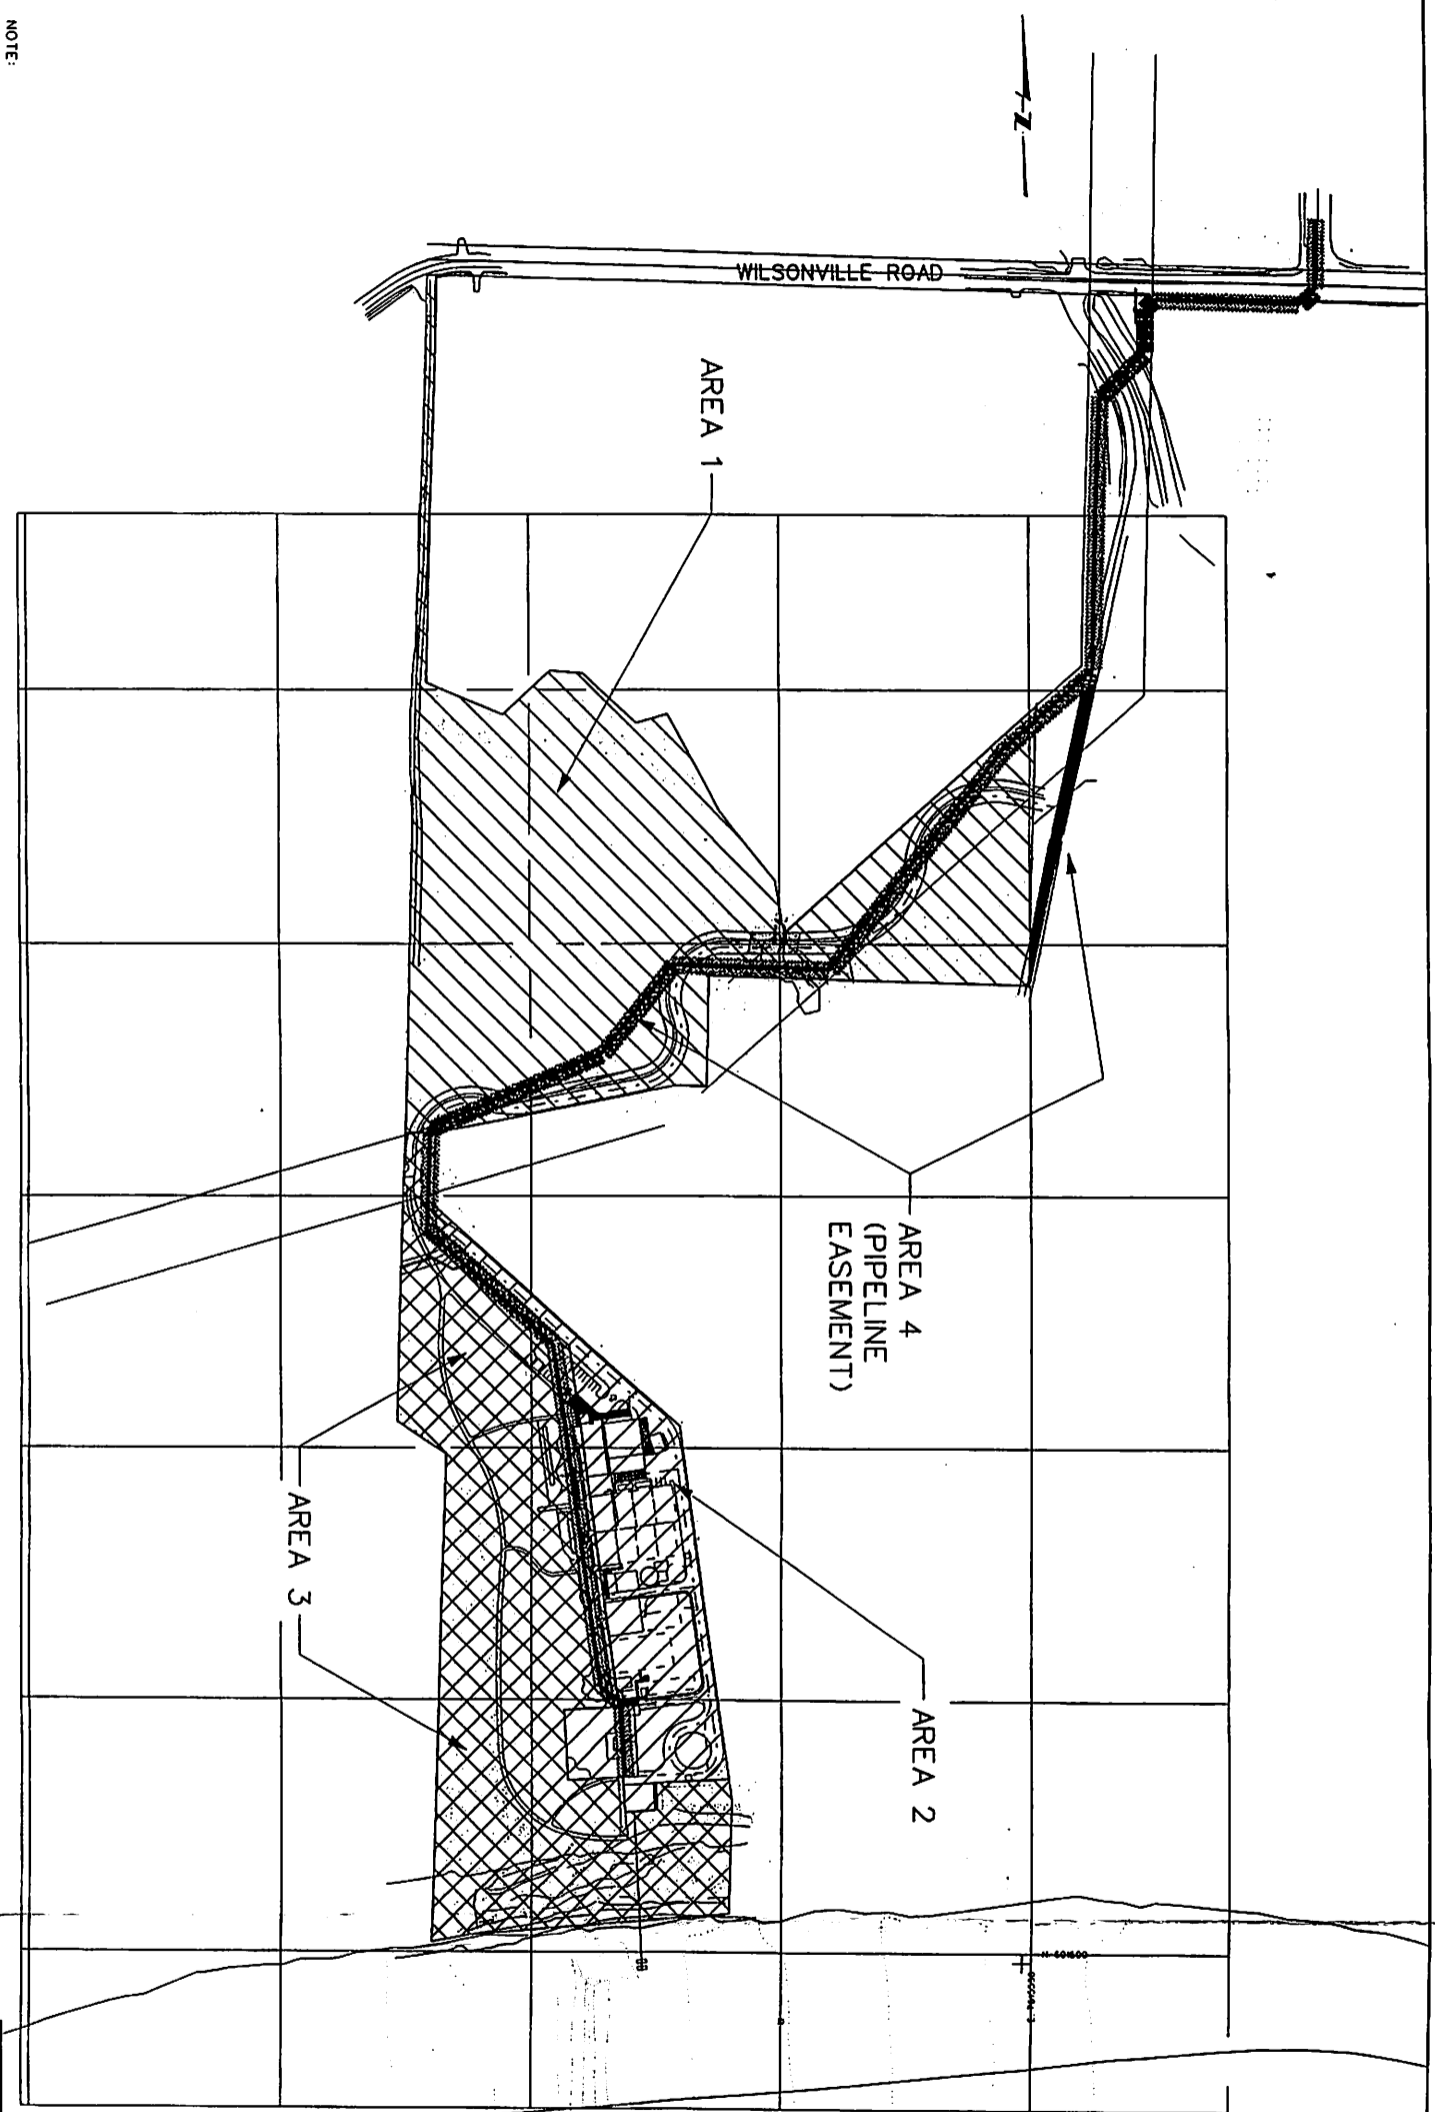 NOTE:
N
WILSONVILLE ROAD
AREA 1
AREA 4
(PIPELINE
EASEMENT)
AREA 2
AREA 3